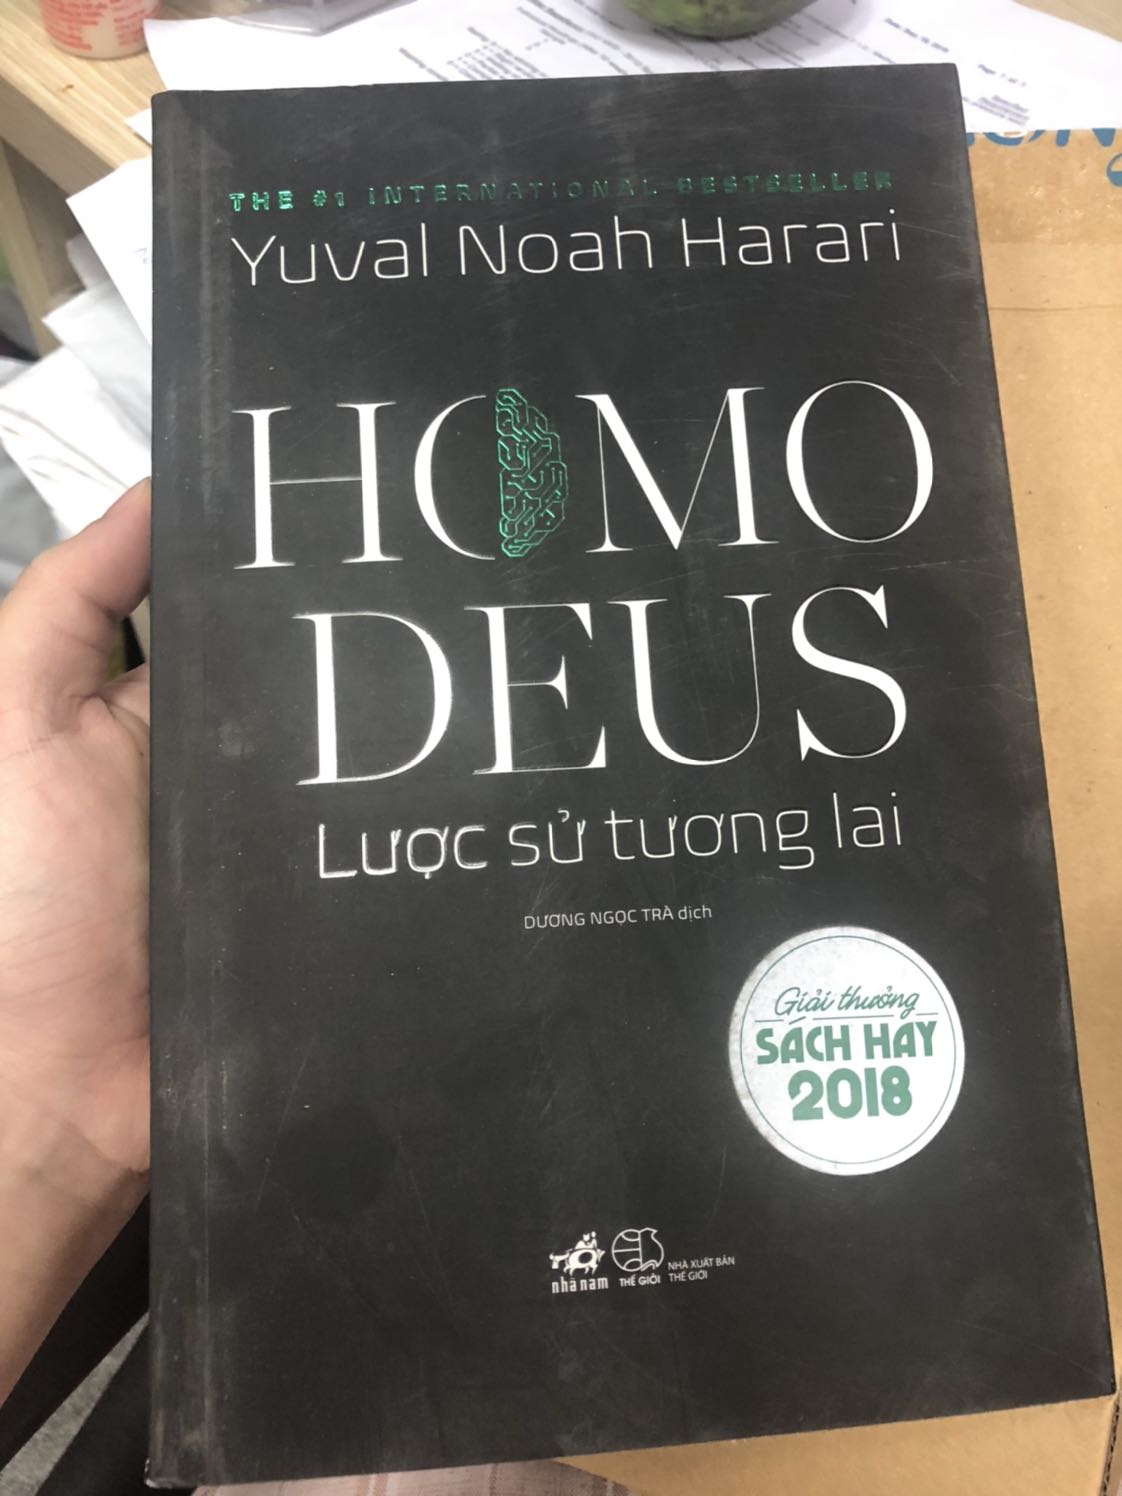 THE #1 INTERNATIONAL BESTSELLER
Yuval Noah Harari
HOMO
DEUS
Lược sử tương lai
DƯƠNG NGỌC TRÀ dịch
Giải thưởng
SÁCH HAY
2018
nhã nam
THẾ GIỚI
NHÀ XUẤT BẢN
THẾ GIỚI